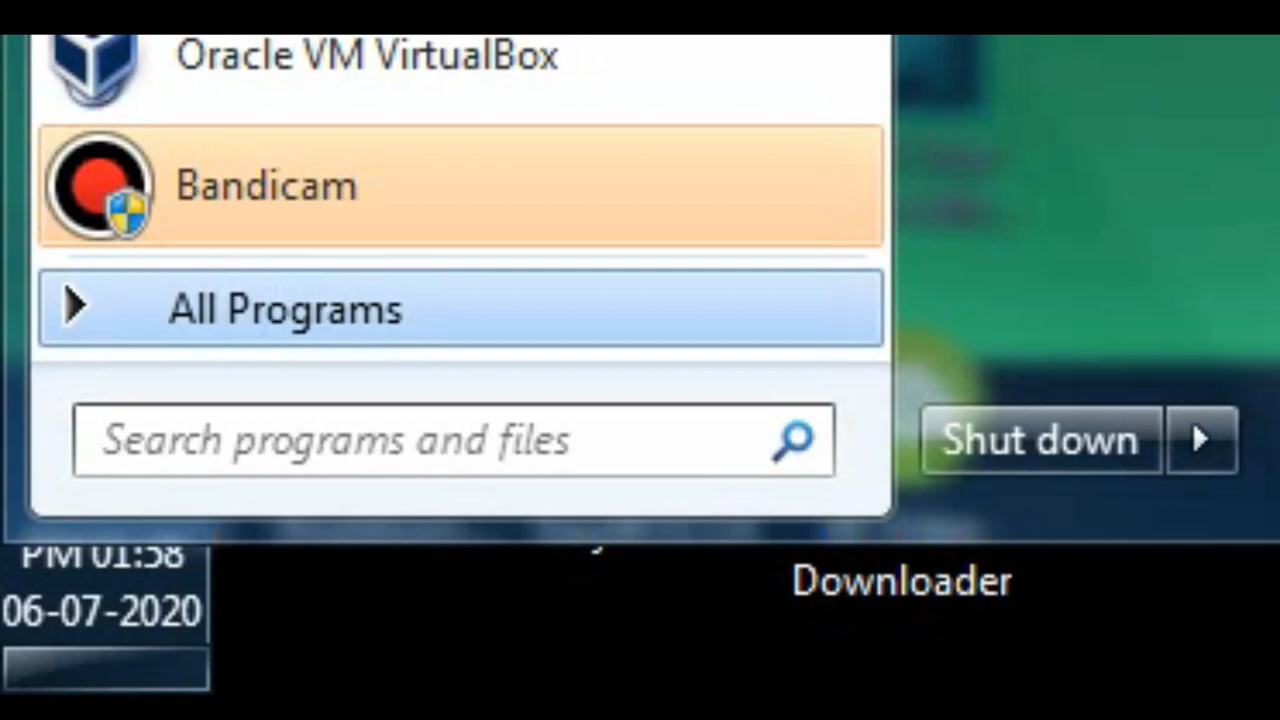 Oracle VM VirtualBox
Bandicam
All Programs
Search programs and files
Shut down
PM 01:58
06-07-2020
Downloader